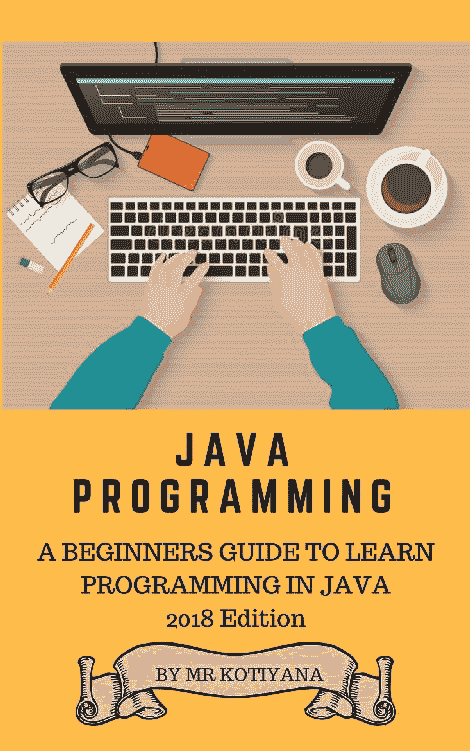 JAVA
PROGRAMMING
A BEGINNERS GUIDE TO LEARN
PROGRAMMING IN JAVA
2018 Edition
BY MR KOTIYANA